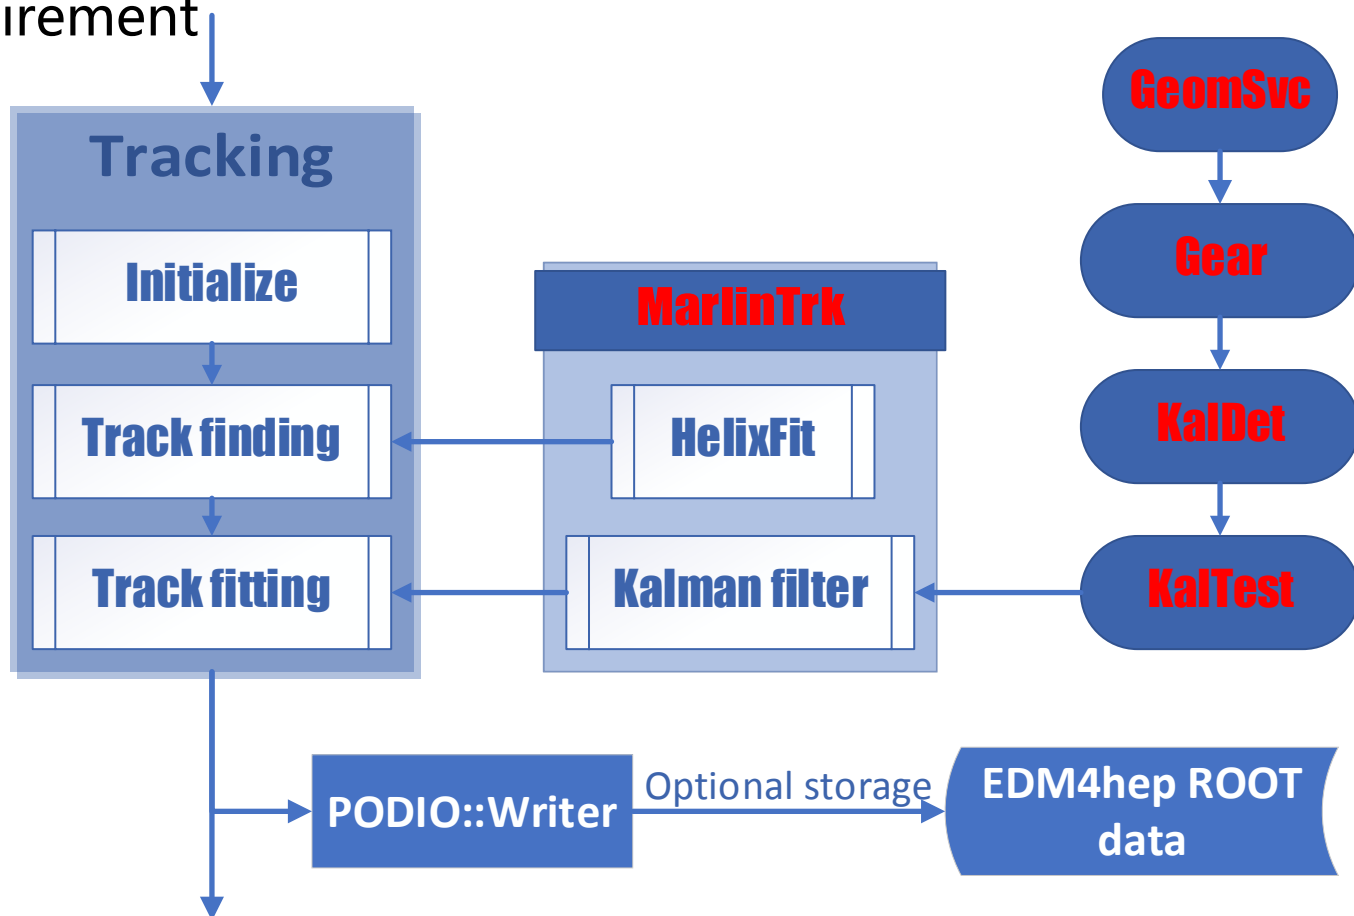 irement
GeomSvc
Tracking
Gear
Initialize
MarlinTrk
Track finding
HelixFit
KalDet
Track fitting
Kalman filter
KalTest
PODIO::Writer
Optional storage
EDM4hep ROOT
data